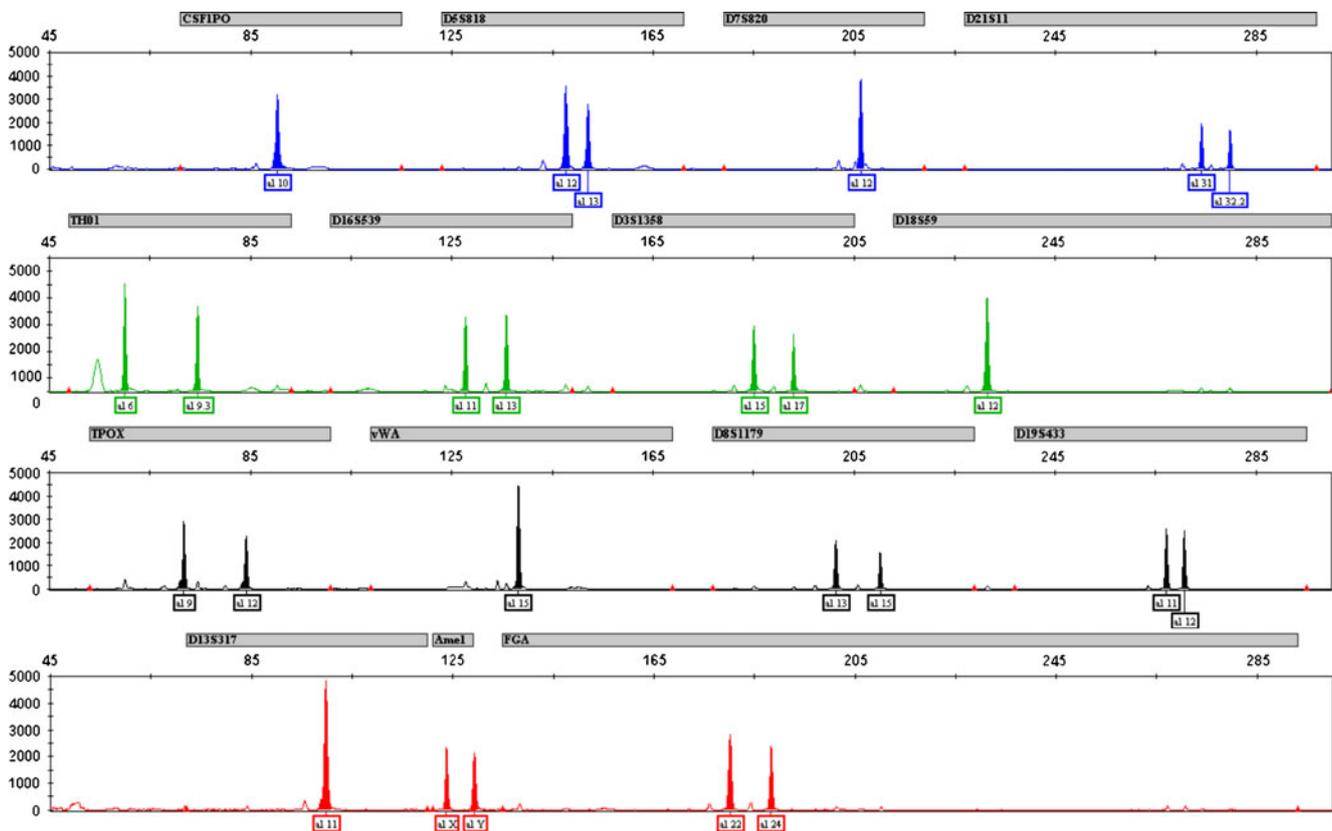 CSF1PO D5S818 D7S820 D21S11
45 85 125 165 205 245 285
5000
4000
3000
2000
1000
0
al 10 al 12 al 12 al 31
al 13 al 32.2
TH01 D16S539 D3S1358 D18S59
45 85 125 165 205 245 285
5000
4000
3000
2000
1000
0
al 6 al 9.3 al 11 al 13 al 15 al 17 al 12
TPOX vWA D8S1179 D19S433
45 85 125 165 205 245 285
5000
4000
3000
2000
1000
0
al 9 al 12 al 15 al 13 al 15 al 11
al 12
D13S317 Amel FGA
45 85 125 165 205 245 285
5000
4000
3000
2000
1000
0
al 11 al X al Y al 22 al 24